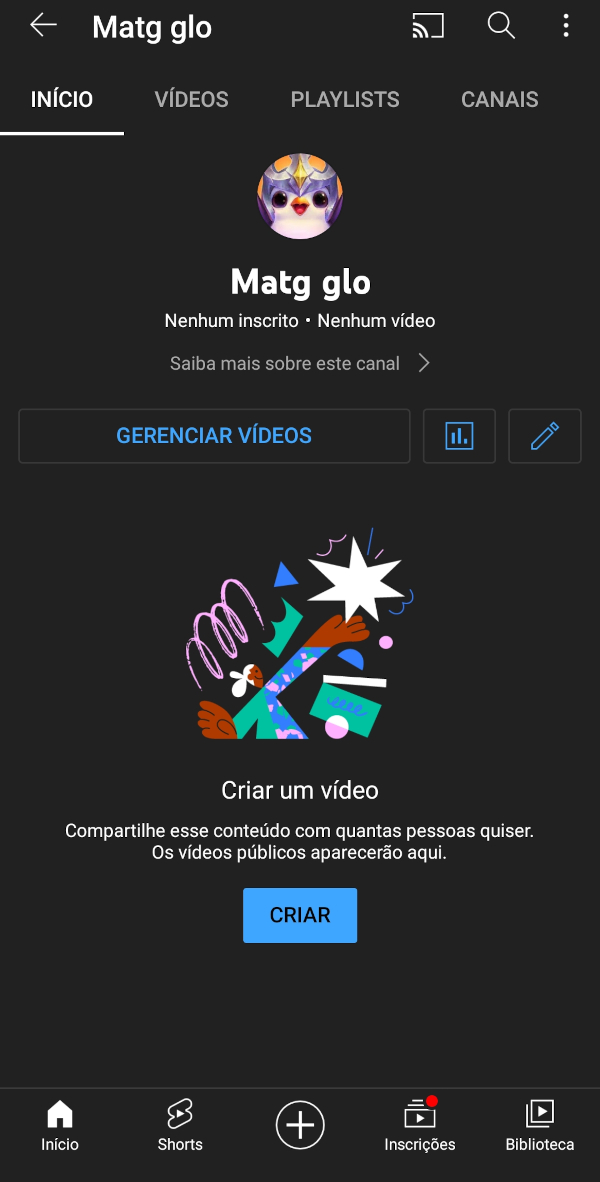 Matg glo
INÍCIO VÍDEOS PLAYLISTS CANAIS
Matg glo
Nenhum inscrito • Nenhum vídeo
Saiba mais sobre este canal
GERENCIAR VÍDEOS
Criar um vídeo
Compartilhe esse conteúdo com quantas pessoas quiser.
Os vídeos públicos aparecerão aqui.
CRIAR
Início Shorts Inscrições Biblioteca